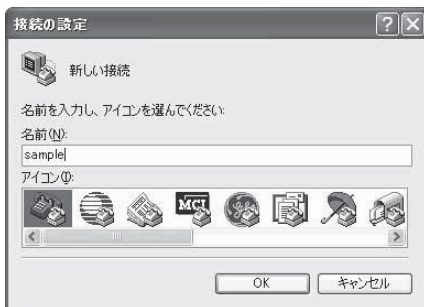 接続の設定
新しい接続
名前を入力し、アイコンを選んでください:
名前(N):
sample
アイコン(I):
MCI
OK
キャンセル